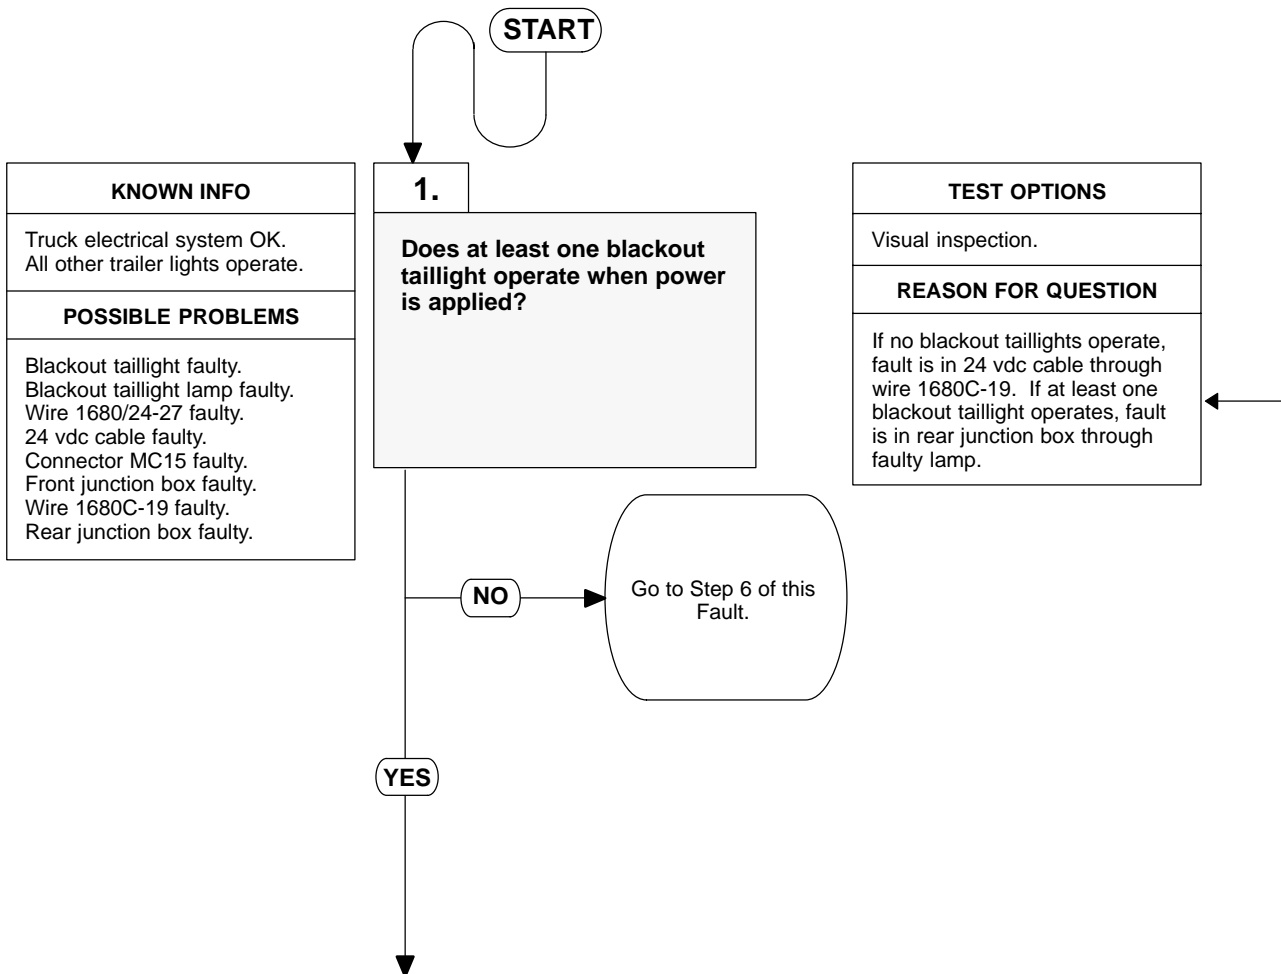 START
KNOWN INFO
Truck electrical system OK.
All other trailer lights operate.
POSSIBLE PROBLEMS
Blackout taillight faulty.
Blackout taillight lamp faulty.
Wire 1680/24-27 faulty.
24 vdc cable faulty.
Connector MC15 faulty.
Front junction box faulty.
Wire 1680C-19 faulty.
Rear junction box faulty.
1.
Does at least one blackout
taillight operate when power
is applied?
TEST OPTIONS
Visual inspection.
REASON FOR QUESTION
If no blackout taillights operate,
fault is in 24 vdc cable through
wire 1680C-19.  If at least one
blackout taillight operates, fault
is in rear junction box through
faulty lamp.
NO
Go to Step 6 of this
Fault.
YES